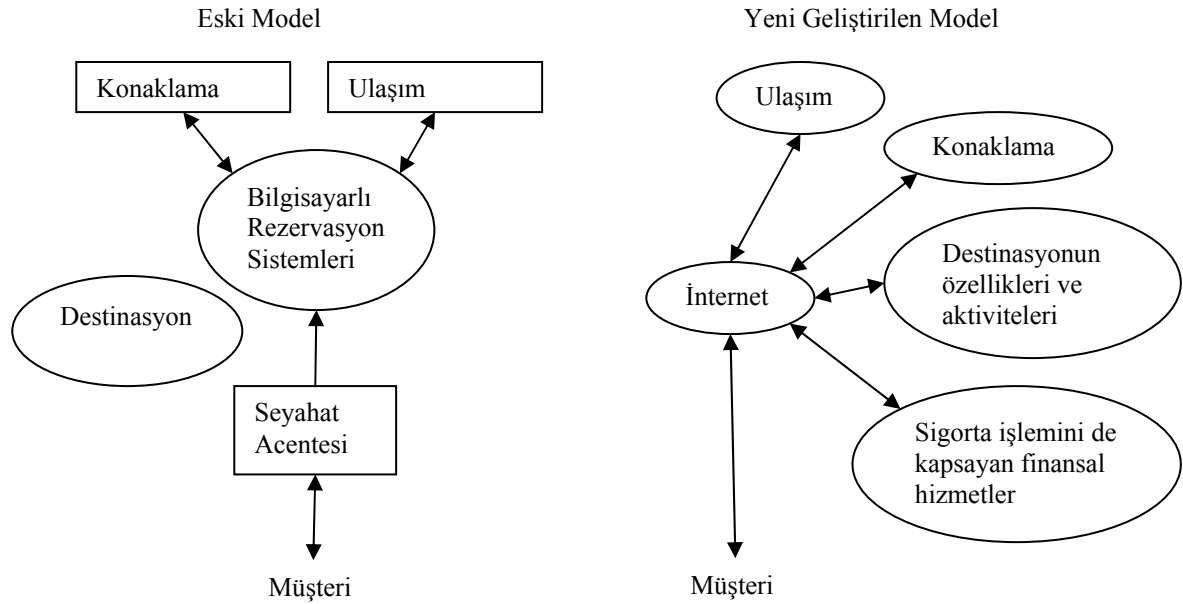 Eski Model
Konaklama
Ulaşım
Bilgisayarlı
Rezervasyon
Sistemleri
Destinasyon
Seyahat
Acentesi
Müşteri
Yeni Geliştirilen Model
Ulaşım
Konaklama
Destinasyonun
özellikleri ve
aktiviteleri
İnternet
Sigorta işlemini de
kapsayan finansal
hizmetler
Müşteri